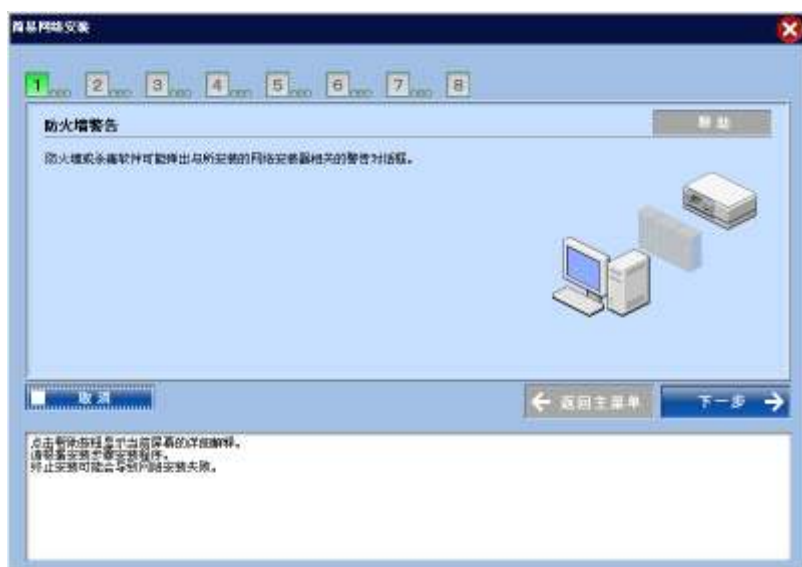 简易网络安装
1 2 3 4 5 6 7 8
防火墙警告
帮助
防火墙或杀毒软件可能弹出与所安装的网络安装器相关的警告对话框。
取消
返回主菜单
下一步
点击帮助按钮显示当前屏幕的详细解释。
请根据安装步骤安装程序。
终止安装可能会导致网络安装失败。